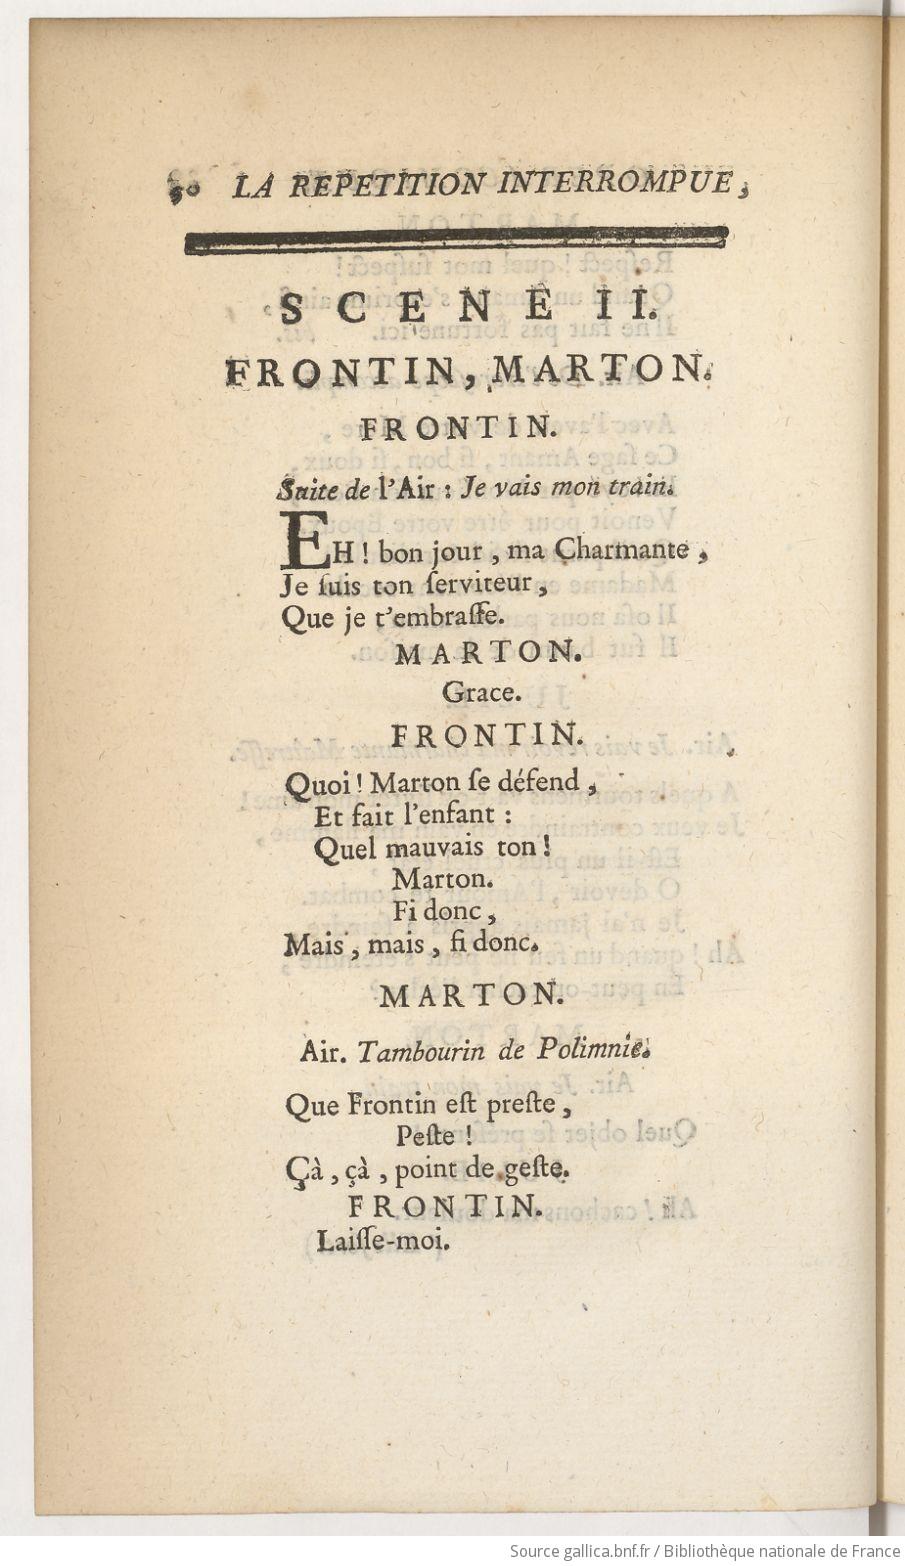 50 LA REPETITION INTERROMPUE,
SCENE II.
FRONTIN, MARTON.
FRONTIN.
Suite de l'Air : Je vais mon train.
EH ! bon jour , ma Charmante ,
Je ſuis ton ſerviteur ,
Que je t'embraſſe.
MARTON.
Grace.
FRONTIN.
Quoi ! Marton ſe défend ,
Et fait l'enfant :
Quel mauvais ton !
Marton.
Fi donc ,
Mais , mais , fi donc.
MARTON.
Air. Tambourin de Polimnie.
Que Frontin eſt preſte ,
Peſte !
Çà , çà , point de geſte.
FRONTIN.
Laiſſe-moi.
Source gallica.bnf.fr / Bibliothèque nationale de France